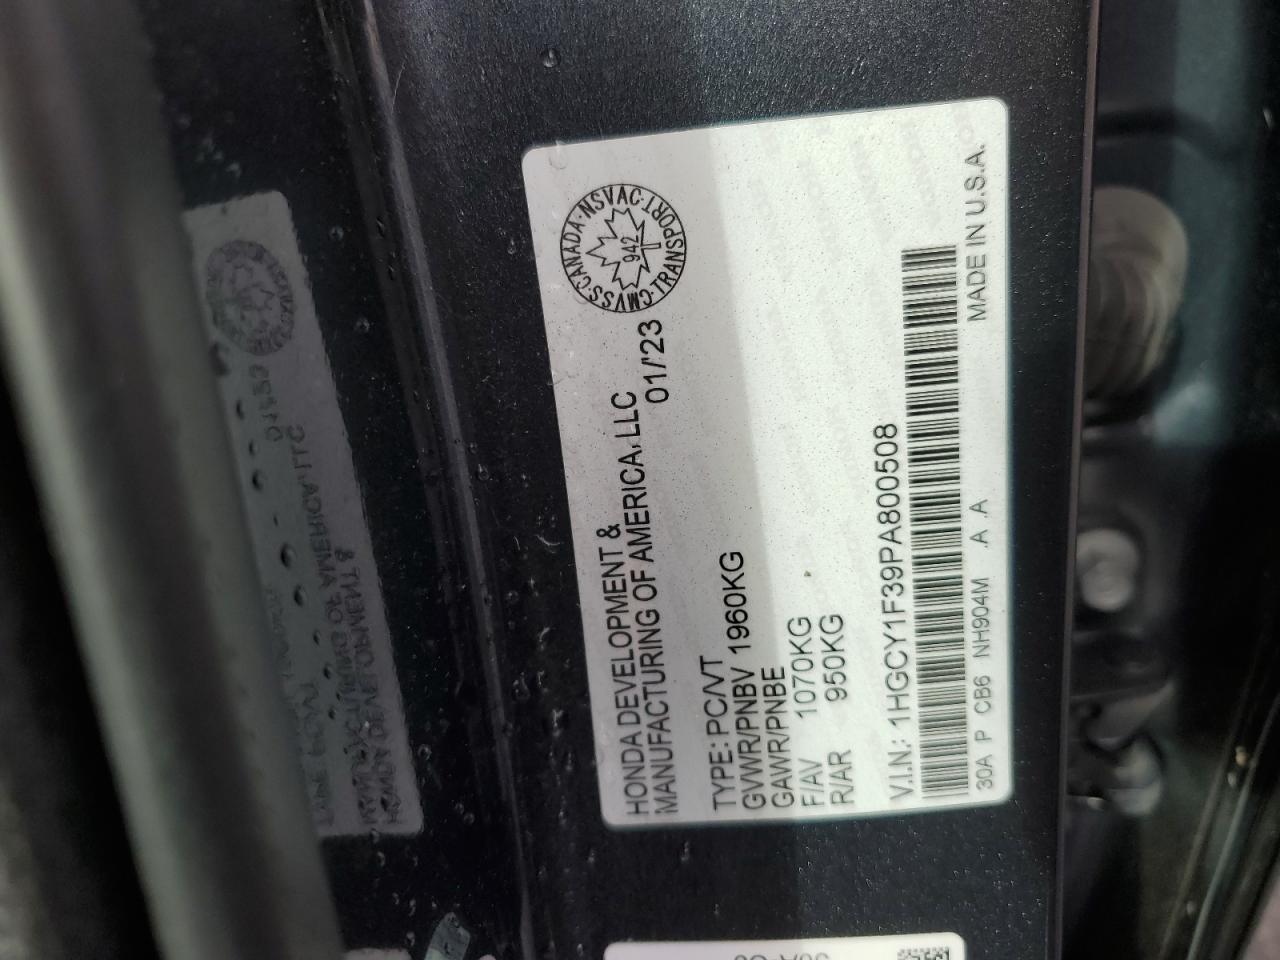 HONDA DEVELOPMENT &
MANUFACTURING OF AMERICA, LLC
01/'23
CMVSS·CANADA·NSVAC·TRANSPORT
942
TYPE: PC/VT
GVWR/PNBV 1960KG
GAWR/PNBE
F/AV 1070KG
R/AR 950KG
V.I.N.: 1HGCY1F39PA800508
30A P CB6 NH904M A A
MADE IN U.S.A.